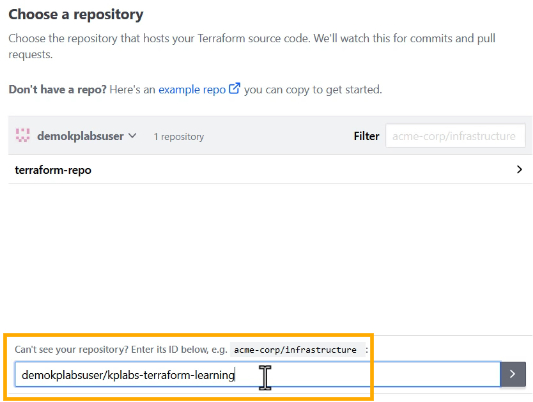 Choose a repository
Choose the repository that hosts your Terraform source code. We'll watch this for commits and pull
requests.
Don't have a repo? Here's an example repo you can copy to get started.
demokplabsuser 1 repository Filter acme-corp/infrastructure
terraform-repo
Can't see your repository? Enter its ID below, e.g. acme-corp/infrastructure :
demokplabsuser/kplabs-terraform-learning